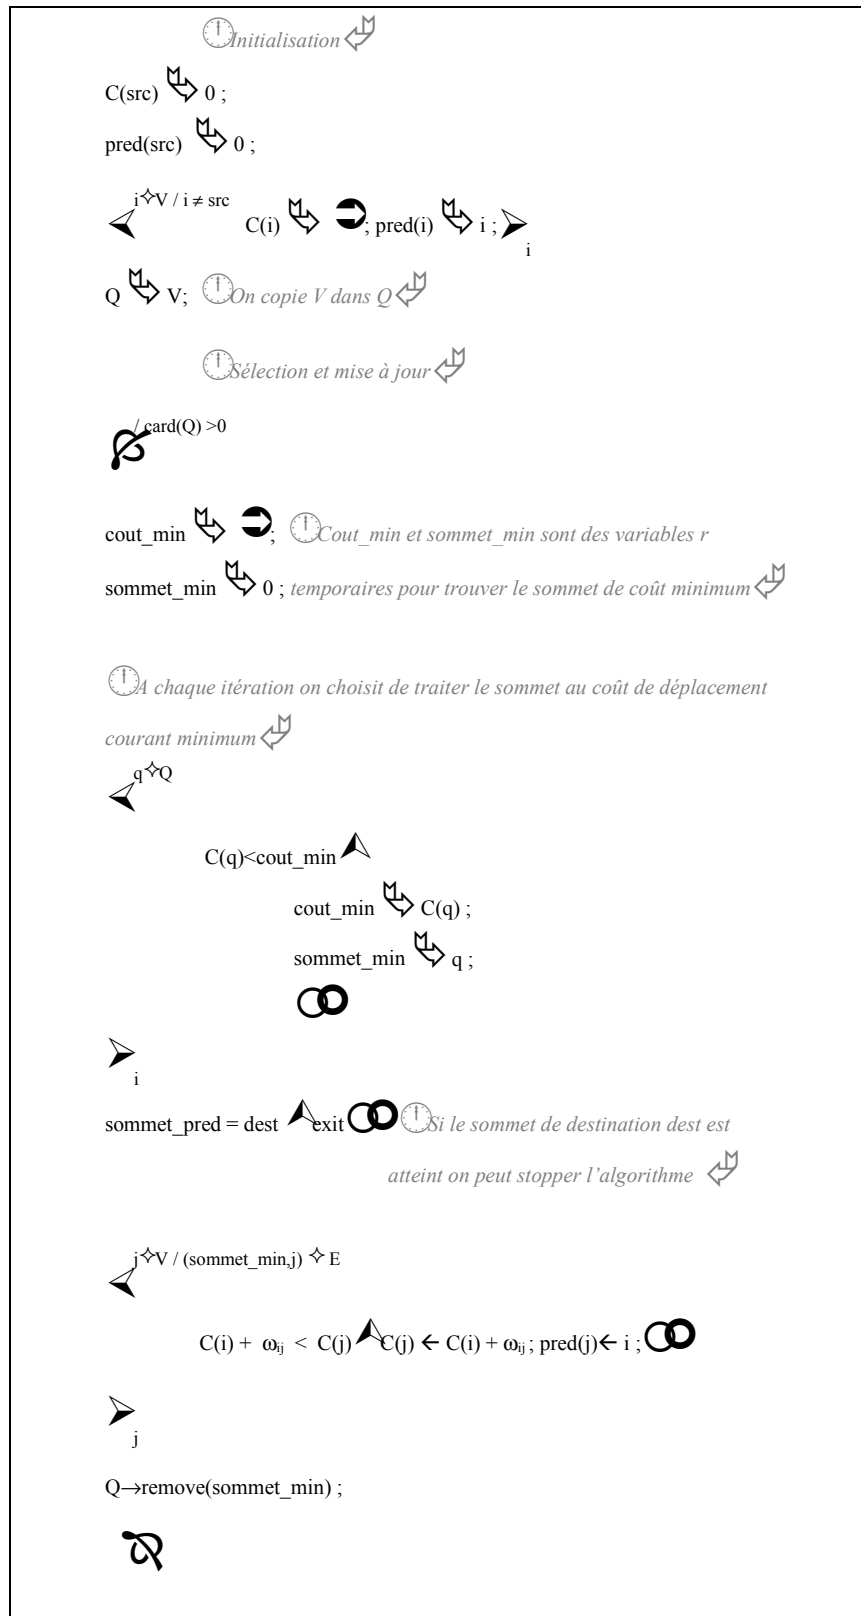 🕛Initialisation⮰
C(src) ⮱ 0 ;
pred(src) ⮱ 0 ;
i✧V / i ≠ src
⮘ C(i) ⮱ ➲; pred(i) ⮱ i ;⮚
i
Q ⮱ V; 🕛On copie V dans Q⮰
🕛Sélection et mise à jour⮰
/ card(Q) >0
cout_min ⮱ ➲; 🕛Cout_min et sommet_min sont des variables r
sommet_min ⮱ 0 ; temporaires pour trouver le sommet de coût minimum⮰
🕛A chaque itération on choisit de traiter le sommet au coût de déplacement
courant minimum⮰
⮘ q✧Q
C(q)<cout_min⮙
cout_min ⮱ C(q) ;
sommet_min ⮱ q ;
⮚
i
sommet_pred = dest ⮙exit 🕛Si le sommet de destination dest est
atteint on peut stopper l’algorithme ⮰
⮘ j✧V / (sommet_min,j) ✧ E
C(i) + ωij < C(j) ⮙C(j) ← C(i) + ωij ; pred(j)← i ;
⮚
j
Q→remove(sommet_min) ;